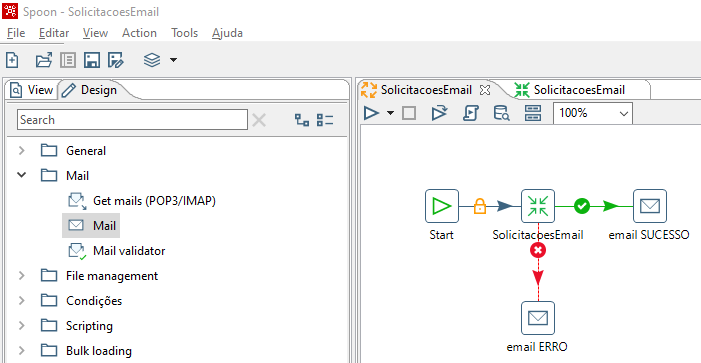 Spoon - SolicitacoesEmail
File Editar View Action Tools Ajuda
View Design
Search
General
Mail
Get mails (POP3/IMAP)
Mail
Mail validator
File management
Condições
Scripting
Bulk loading
SolicitacoesEmail SolicitacoesEmail
100%
Start SolicitacoesEmail email SUCESSO
email ERRO